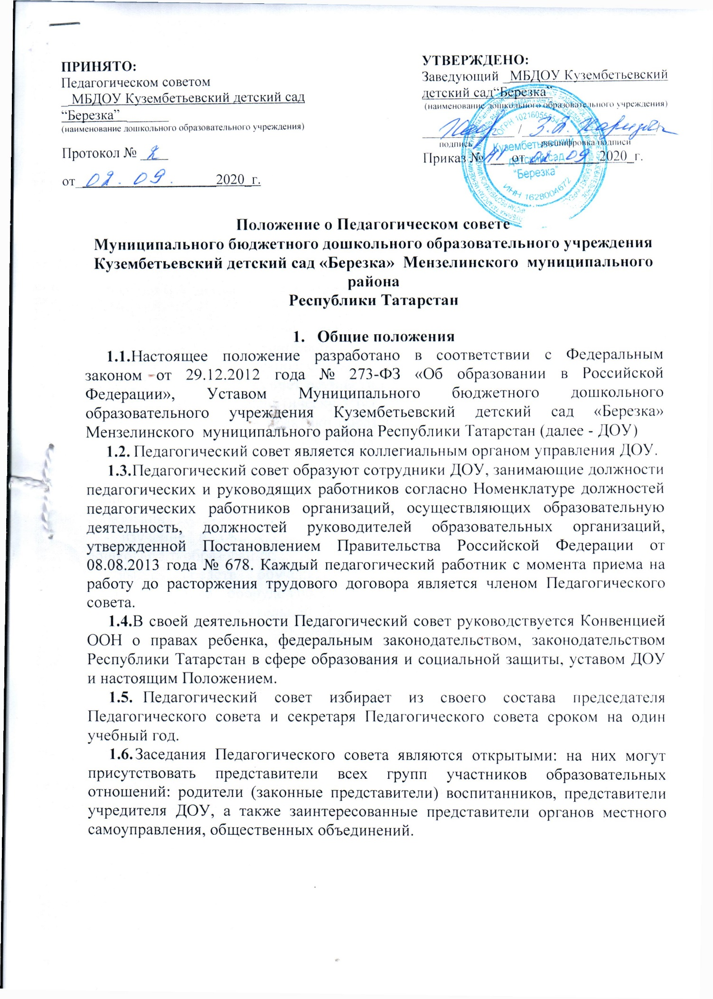 ПРИНЯТО:
Педагогическом советом
МБДОУ Кузембетьевский детский сад
“Березка”
(наименование дошкольного образовательного учреждения)
Протокол № 2
от 02. 09. 2020 г.
УТВЕРЖДЕНО:
Заведующий МБДОУ Кузембетьевский
детский сад“Березка”
(наименование дошкольного образовательного учреждения)
/ З.З. /
подпись расшифровка подписи
Приказ № от 02 09 2020 г.
Кузембетьевский
детский сад
"Березка"
ИНН 1628004672
Положение о Педагогическом совете
Муниципального бюджетного дошкольного образовательного учреждения
Кузембетьевский детский сад «Березка» Мензелинского муниципального
района
Республики Татарстан
1. Общие положения
1.1.Настоящее положение разработано в соответствии с Федеральным
законом от 29.12.2012 года № 273-ФЗ «Об образовании в Российской
Федерации», Уставом Муниципального бюджетного дошкольного
образовательного учреждения Кузембетьевский детский сад «Березка»
Мензелинского муниципального района Республики Татарстан (далее - ДОУ)
1.2. Педагогический совет является коллегиальным органом управления ДОУ.
1.3.Педагогический совет образуют сотрудники ДОУ, занимающие должности
педагогических и руководящих работников согласно Номенклатуре должностей
педагогических работников организаций, осуществляющих образовательную
деятельность, должностей руководителей образовательных организаций,
утвержденной Постановлением Правительства Российской Федерации от
08.08.2013 года № 678. Каждый педагогический работник с момента приема на
работу до расторжения трудового договора является членом Педагогического
совета.
1.4.В своей деятельности Педагогический совет руководствуется Конвенцией
ООН о правах ребенка, федеральным законодательством, законодательством
Республики Татарстан в сфере образования и социальной защиты, уставом ДОУ
и настоящим Положением.
1.5. Педагогический совет избирает из своего состава председателя
Педагогического совета и секретаря Педагогического совета сроком на один
учебный год.
1.6. Заседания Педагогического совета являются открытыми: на них могут
присутствовать представители всех групп участников образовательных
отношений: родители (законные представители) воспитанников, представители
учредителя ДОУ, а также заинтересованные представители органов местного
самоуправления, общественных объединений.